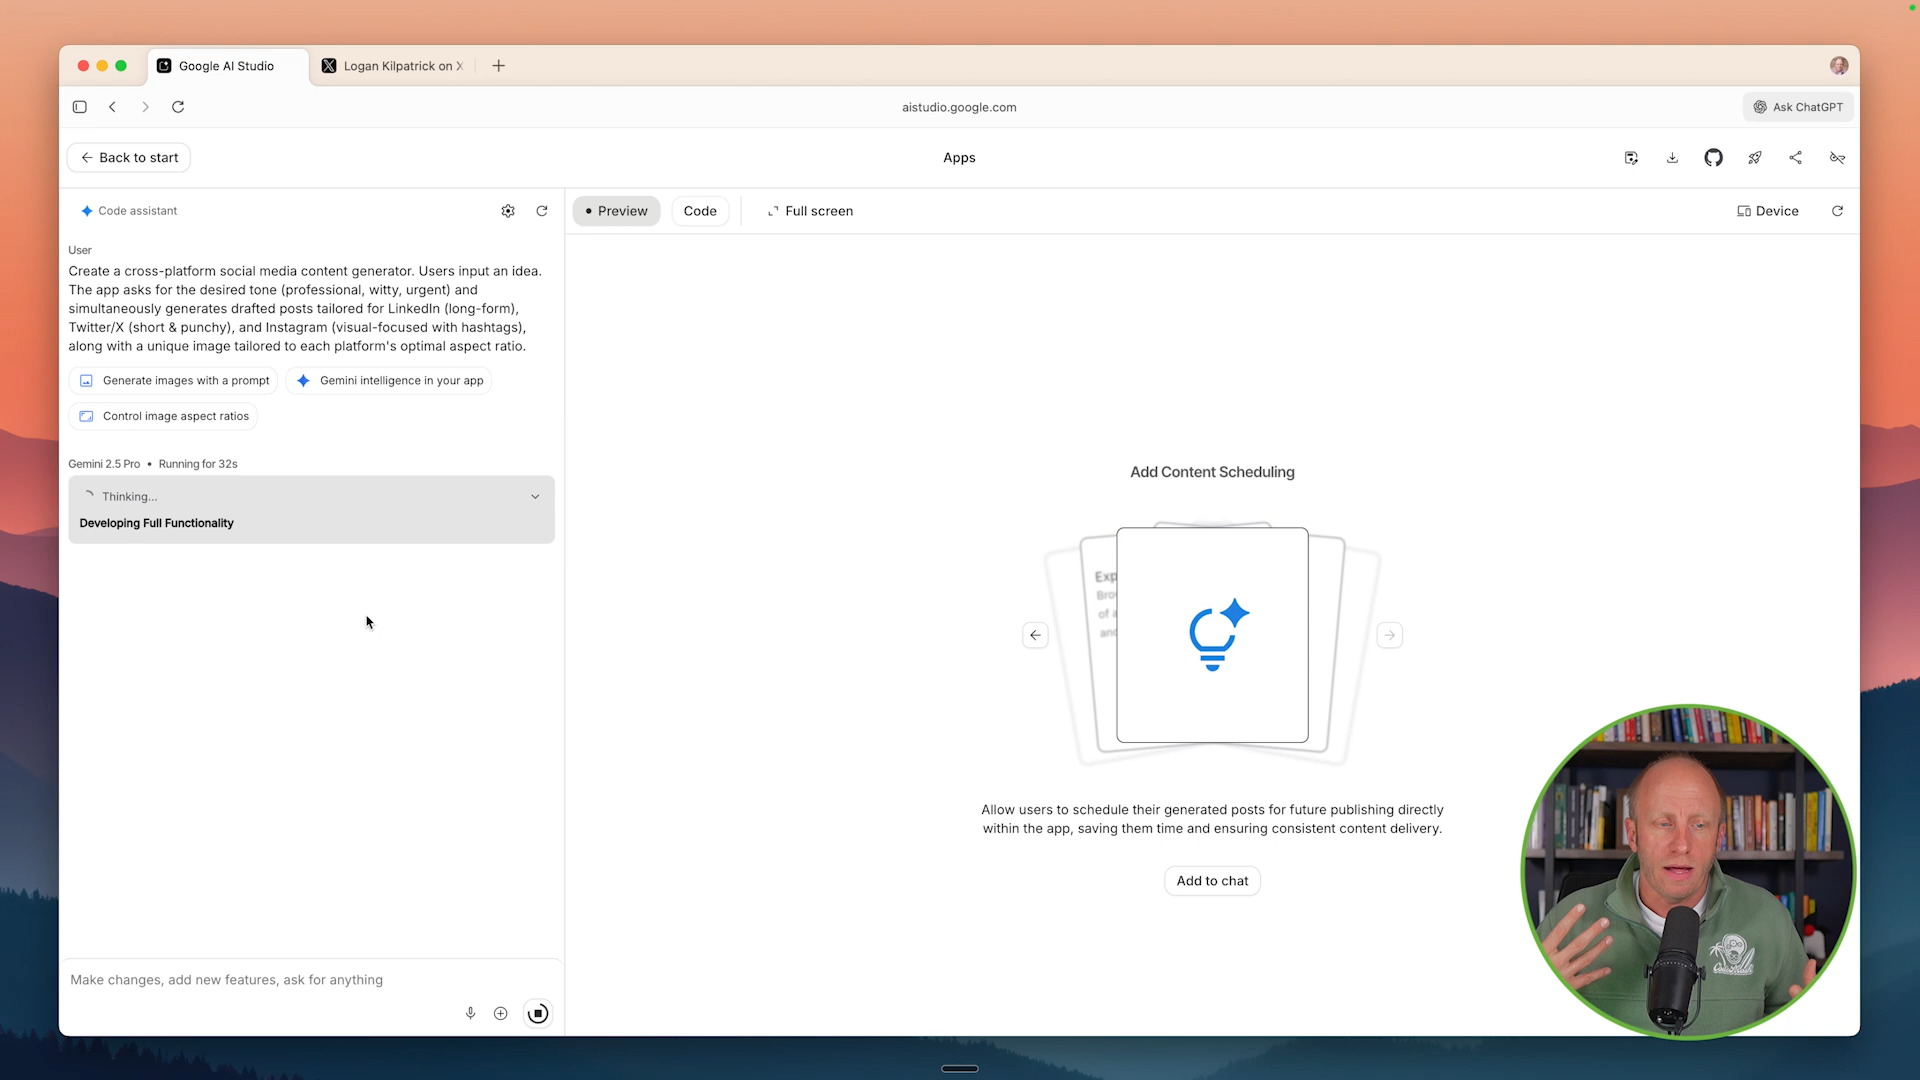 Google AI Studio
Logan Kilpatrick on X
aistudio.google.com
Ask ChatGPT
Back to start
Apps
Code assistant
Preview
Code
Full screen
Device
User
Create a cross-platform social media content generator. Users input an idea.
The app asks for the desired tone (professional, witty, urgent) and
simultaneously generates drafted posts tailored for LinkedIn (long-form),
Twitter/X (short & punchy), and Instagram (visual-focused with hashtags),
along with a unique image tailored to each platform's optimal aspect ratio.
Generate images with a prompt
Gemini intelligence in your app
Control image aspect ratios
Gemini 2.5 Pro • Running for 32s
Thinking...
Developing Full Functionality
Add Content Scheduling
Exp
Bro
of a
and
Allow users to schedule their generated posts for future publishing directly
within the app, saving them time and ensuring consistent content delivery.
Add to chat
Make changes, add new features, ask for anything